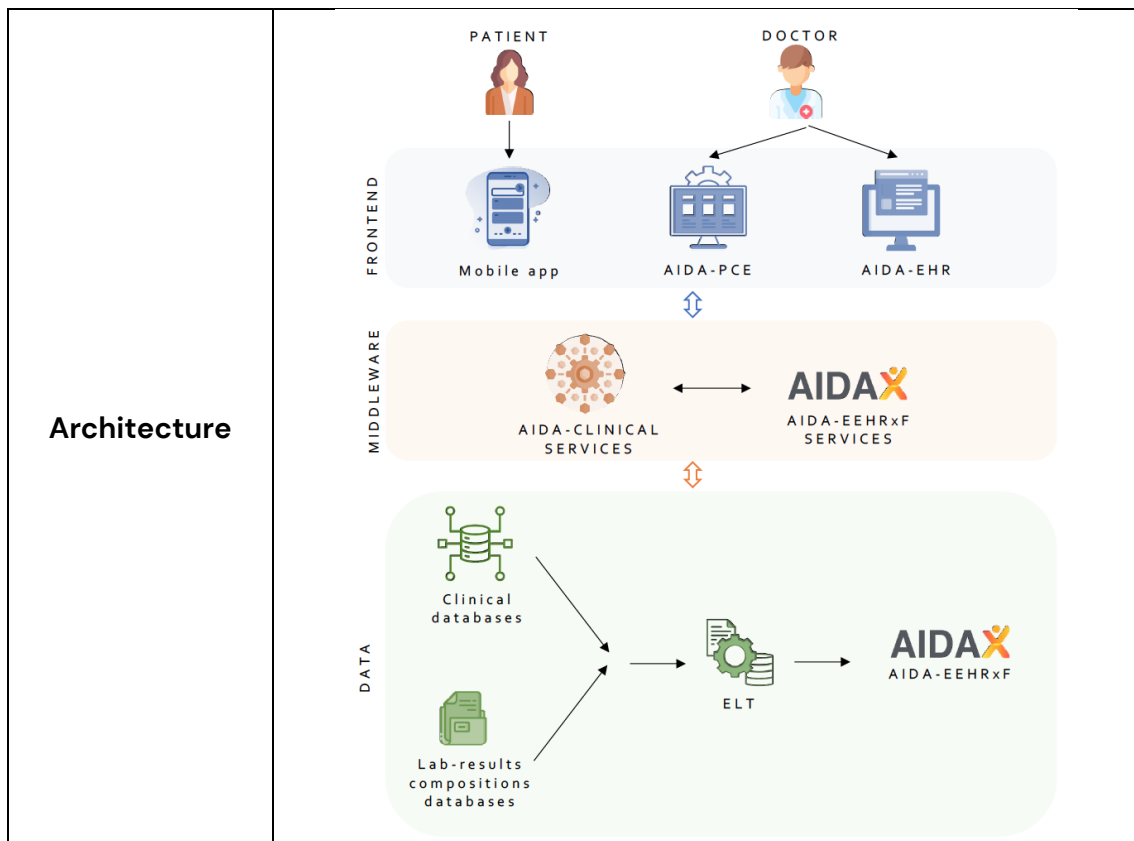 Architecture
PATIENT
DOCTOR
FRONTEND
Mobile app
AIDA-PCE
AIDA-EHR
MIDDLEWARE
AIDA-CLINICAL
SERVICES
AIDAX
AIDA-EEHRxF
SERVICES
DATA
Clinical
databases
Lab-results
compositions
databases
ELT
AIDAX
AIDA-EEHRxF